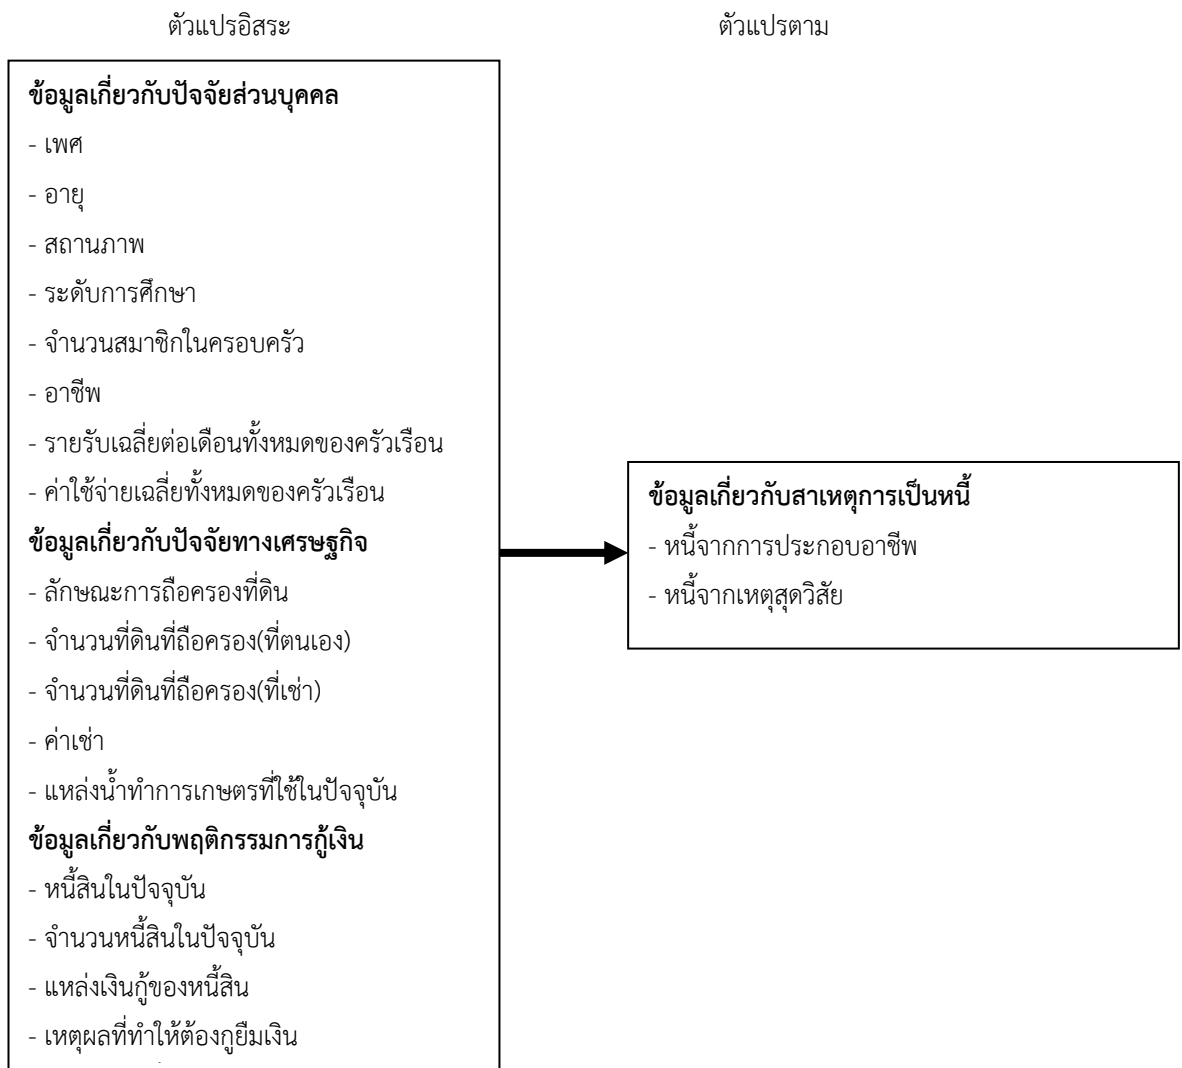 ตัวแปรอิสระ
ตัวแปรตาม
ข้อมูลเกี่ยวกับปัจจัยส่วนบุคคล
- เพศ
- อายุ
- สถานภาพ
- ระดับการศึกษา
- จำนวนสมาชิกในครอบครัว
- อาชีพ
- รายรับเฉลี่ยต่อเดือนทั้งหมดของครัวเรือน
- ค่าใช้จ่ายเฉลี่ยทั้งหมดของครัวเรือน
ข้อมูลเกี่ยวกับปัจจัยทางเศรษฐกิจ
- ลักษณะการถือครองที่ดิน
- จำนวนที่ดินที่ถือครอง(ที่ตนเอง)
- จำนวนที่ดินที่ถือครอง(ที่เช่า)
- ค่าเช่า
- แหล่งน้ำทำการเกษตรที่ใช้ในปัจจุบัน
ข้อมูลเกี่ยวกับพฤติกรรมการกู้เงิน
- หนี้สินในปัจจุบัน
- จำนวนหนี้สินในปัจจุบัน
- แหล่งเงินกู้ของหนี้สิน
- เหตุผลที่ทำให้ต้องกูยืมเงิน
ข้อมูลเกี่ยวกับสาเหตุการเป็นหนี้
- หนี้จากการประกอบอาชีพ
- หนี้จากเหตุสุดวิสัย